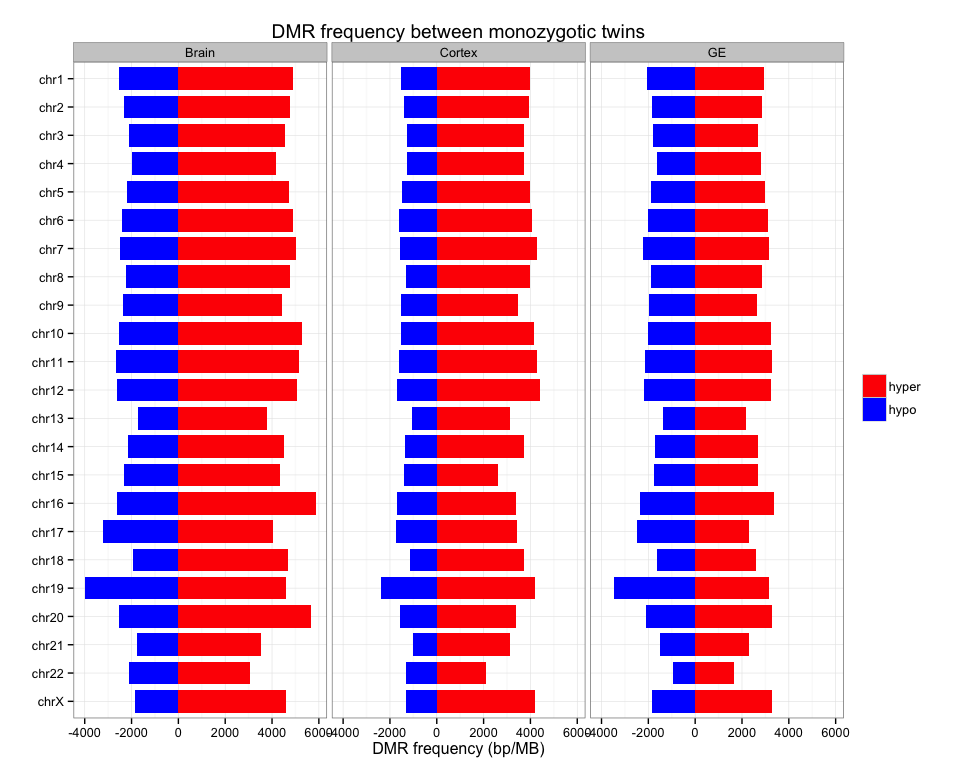 DMR frequency between monozygotic twins
Brain Cortex GE
chr1
chr2
chr3
chr4
chr5
chr6
chr7
chr8
chr9
chr10
chr11
chr12
chr13
chr14
chr15
chr16
chr17
chr18
chr19
chr20
chr21
chr22
chrX
-4000 -2000 0 2000 4000 6000 -4000 -2000 0 2000 4000 6000 -4000 -2000 0 2000 4000 6000
DMR frequency (bp/MB)
hyper
hypo